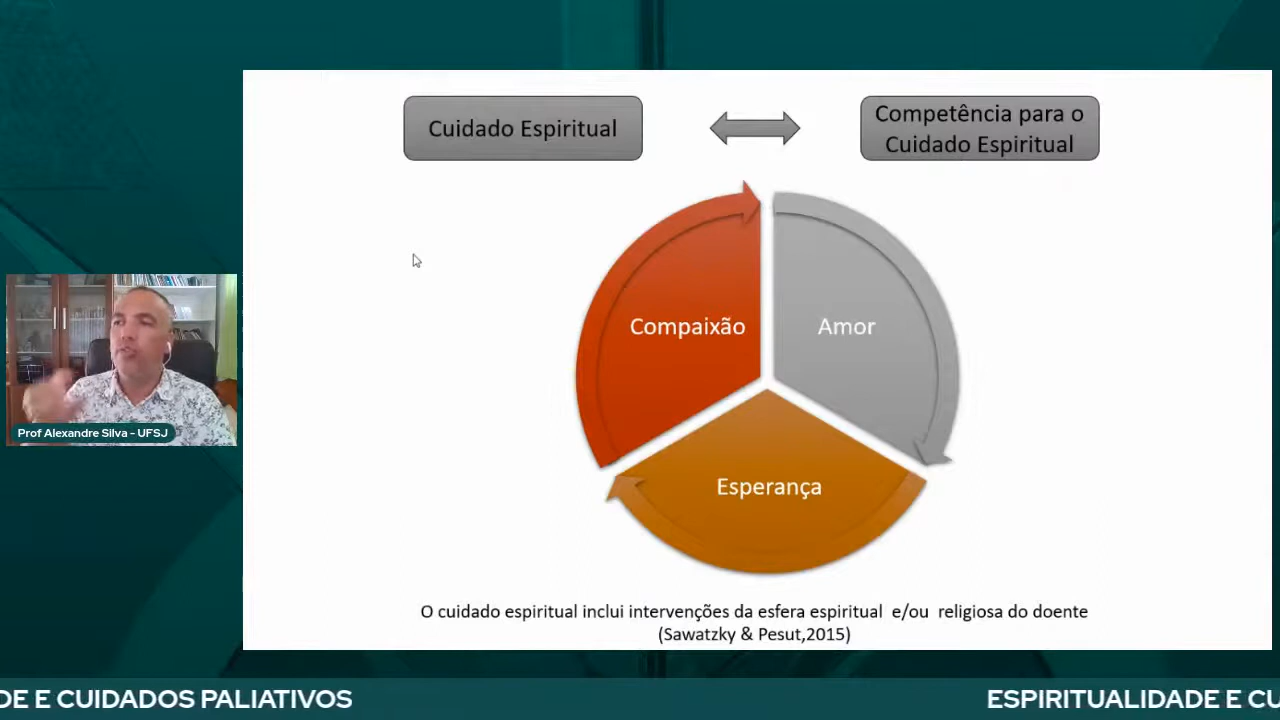 Cuidado Espiritual
Competência para o
Cuidado Espiritual
Compaixão
Amor
Esperança
O cuidado espiritual inclui intervenções da esfera espiritual e/ou religiosa do doente
(Sawatzky & Pesut,2015)
Prof Alexandre Silva - UFSJ
DE E CUIDADOS PALIATIVOS
ESPIRITUALIDADE E CU